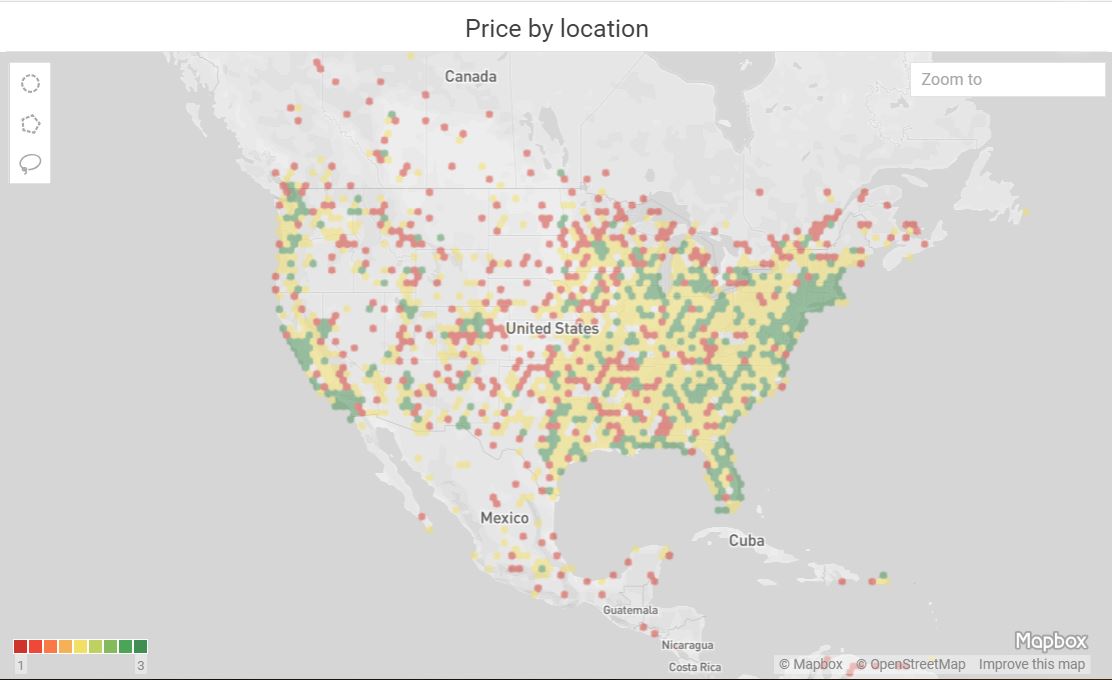 Price by location
Zoom to
Canada
United States
Mexico
Cuba
Guatemala
Nicaragua
Costa Rica
1
3
Mapbox
© Mapbox © OpenStreetMap Improve this map